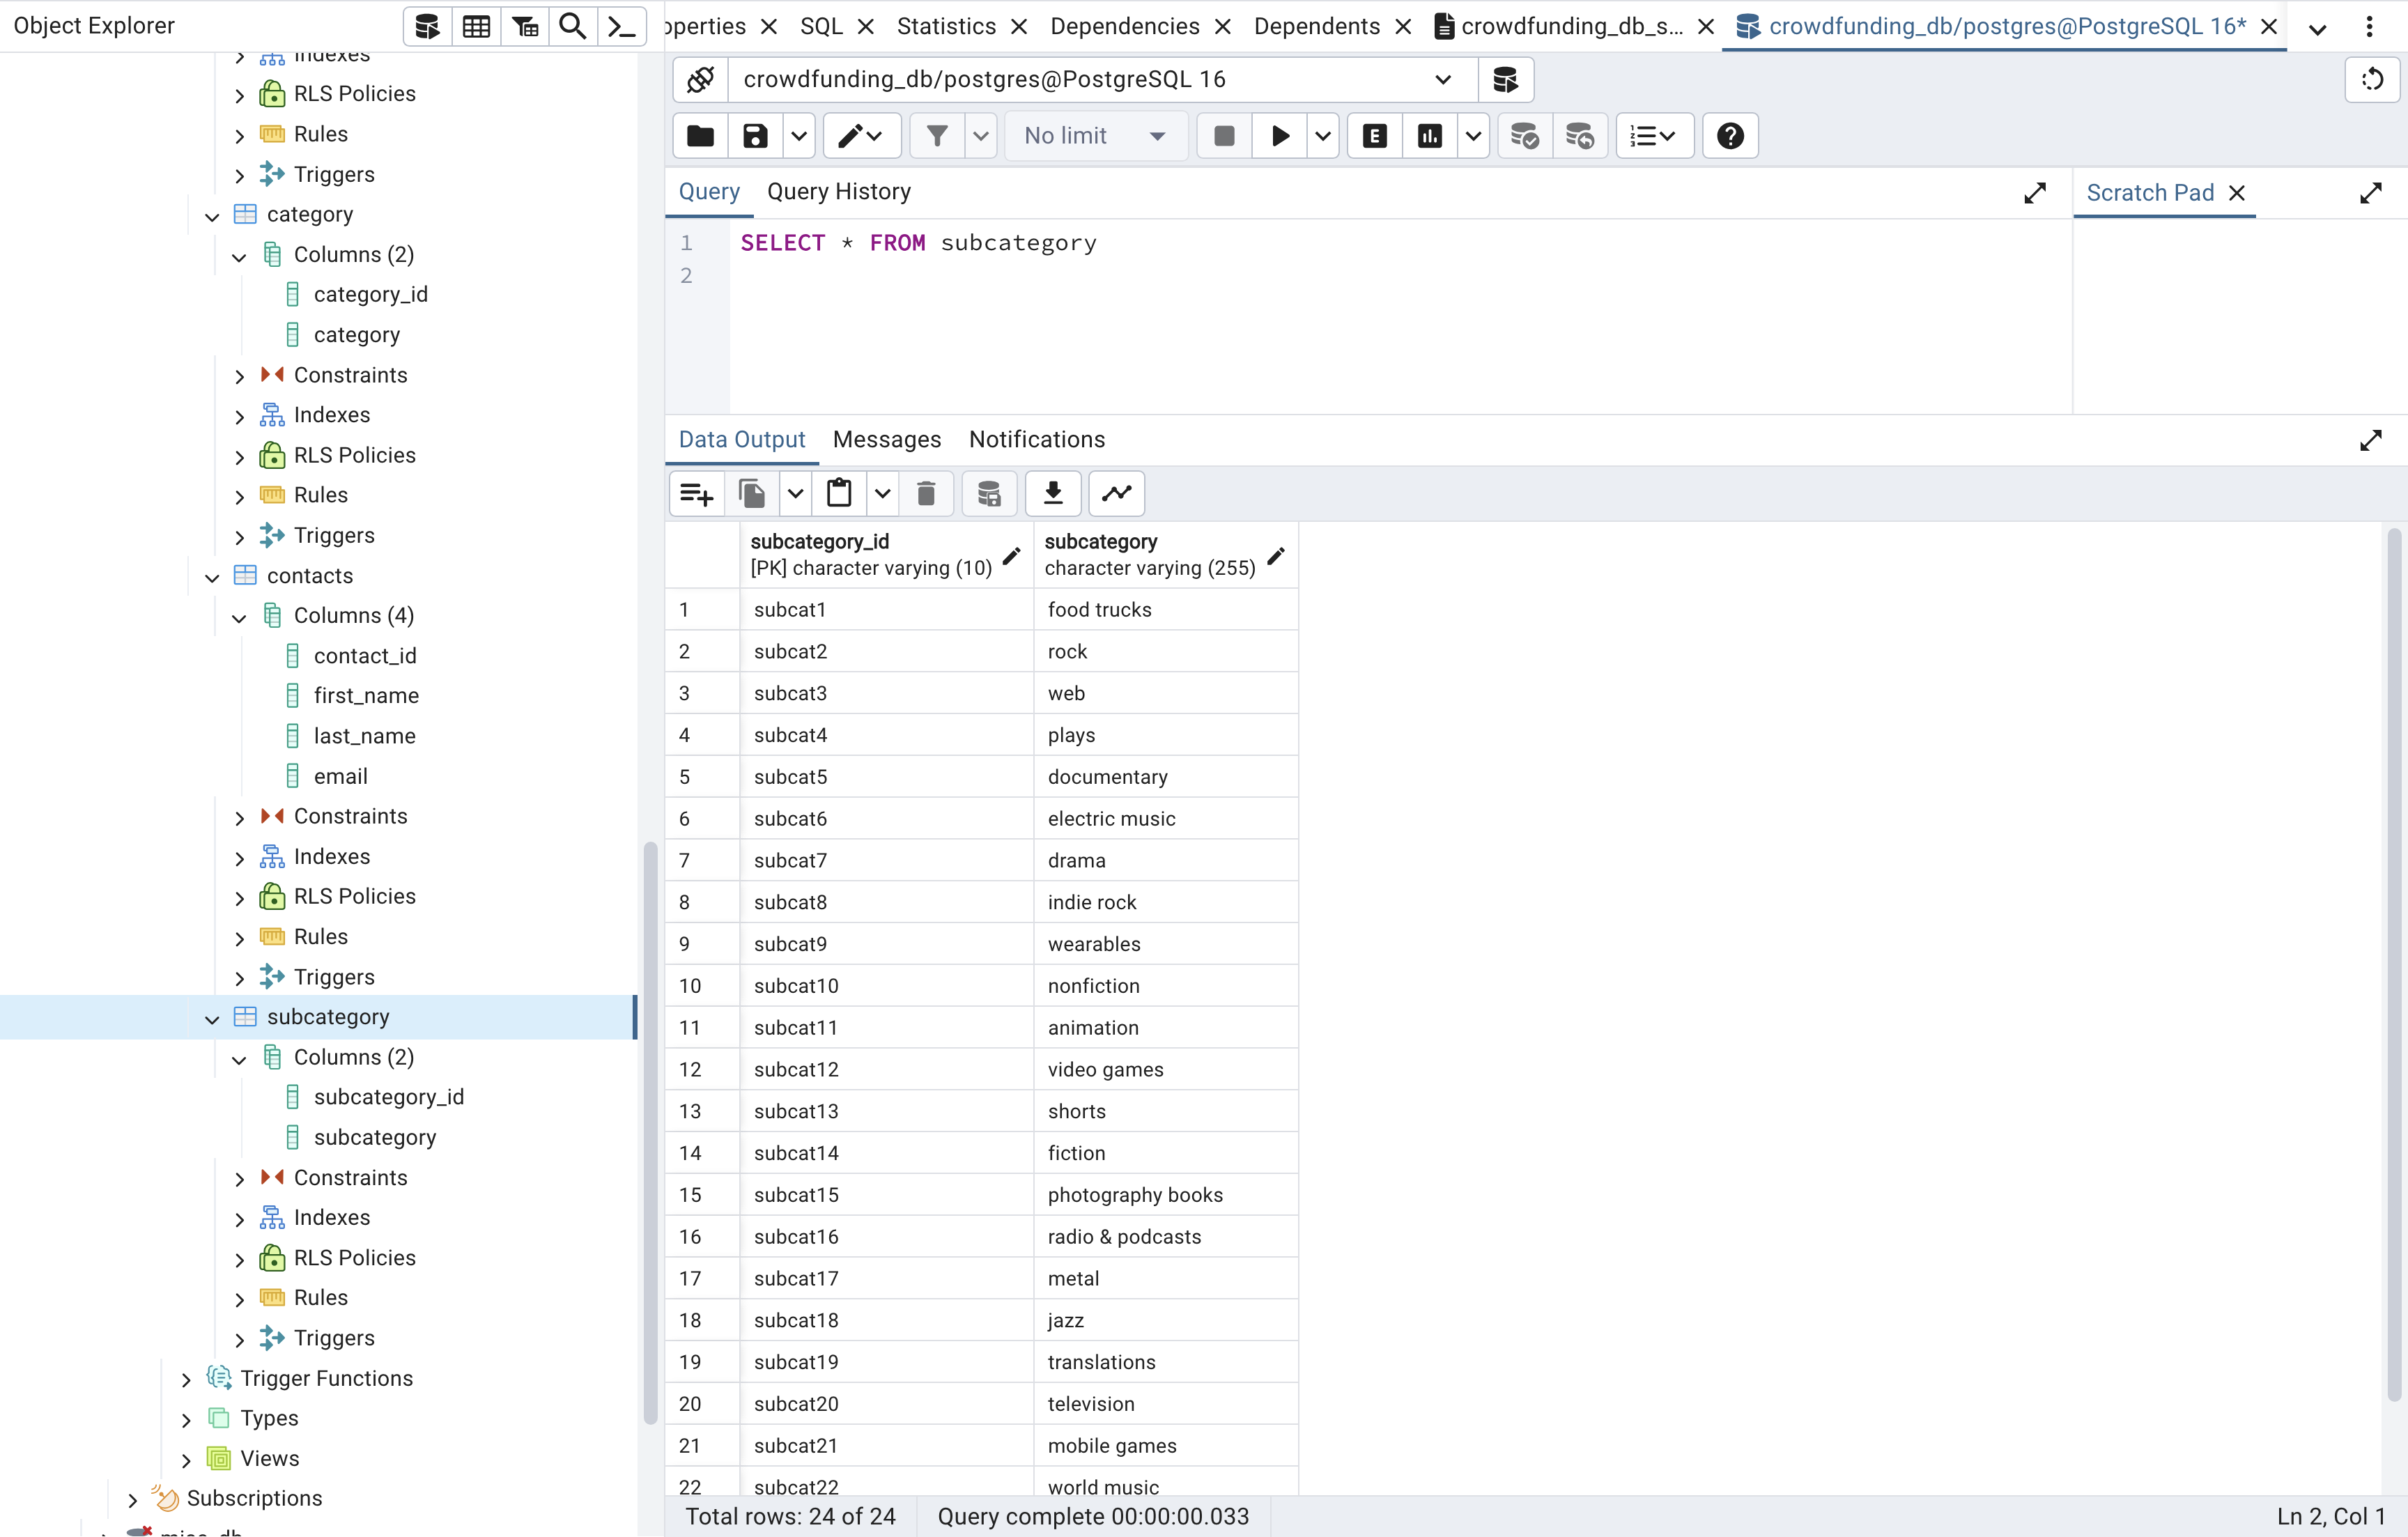 Object Explorer
Indexes
RLS Policies
Rules
Triggers
category
Columns (2)
category_id
category
Constraints
Indexes
RLS Policies
Rules
Triggers
contacts
Columns (4)
contact_id
first_name
last_name
email
Constraints
Indexes
RLS Policies
Rules
Triggers
subcategory
Columns (2)
subcategory_id
subcategory
Constraints
Indexes
RLS Policies
Rules
Triggers
Trigger Functions
Types
Views
Subscriptions
operties SQL Statistics Dependencies Dependents crowdfunding_db_s... crowdfunding_db/postgres@PostgreSQL 16*
crowdfunding_db/postgres@PostgreSQL 16
No limit
Query Query History Scratch Pad
1 SELECT * FROM subcategory
2
Data Output Messages Notifications
subcategory_id subcategory
[PK] character varying (10) character varying (255)
1 subcat1 food trucks
2 subcat2 rock
3 subcat3 web
4 subcat4 plays
5 subcat5 documentary
6 subcat6 electric music
7 subcat7 drama
8 subcat8 indie rock
9 subcat9 wearables
10 subcat10 nonfiction
11 subcat11 animation
12 subcat12 video games
13 subcat13 shorts
14 subcat14 fiction
15 subcat15 photography books
16 subcat16 radio & podcasts
17 subcat17 metal
18 subcat18 jazz
19 subcat19 translations
20 subcat20 television
21 subcat21 mobile games
22 subcat22 world music
Total rows: 24 of 24 Query complete 00:00:00.033 Ln 2, Col 1